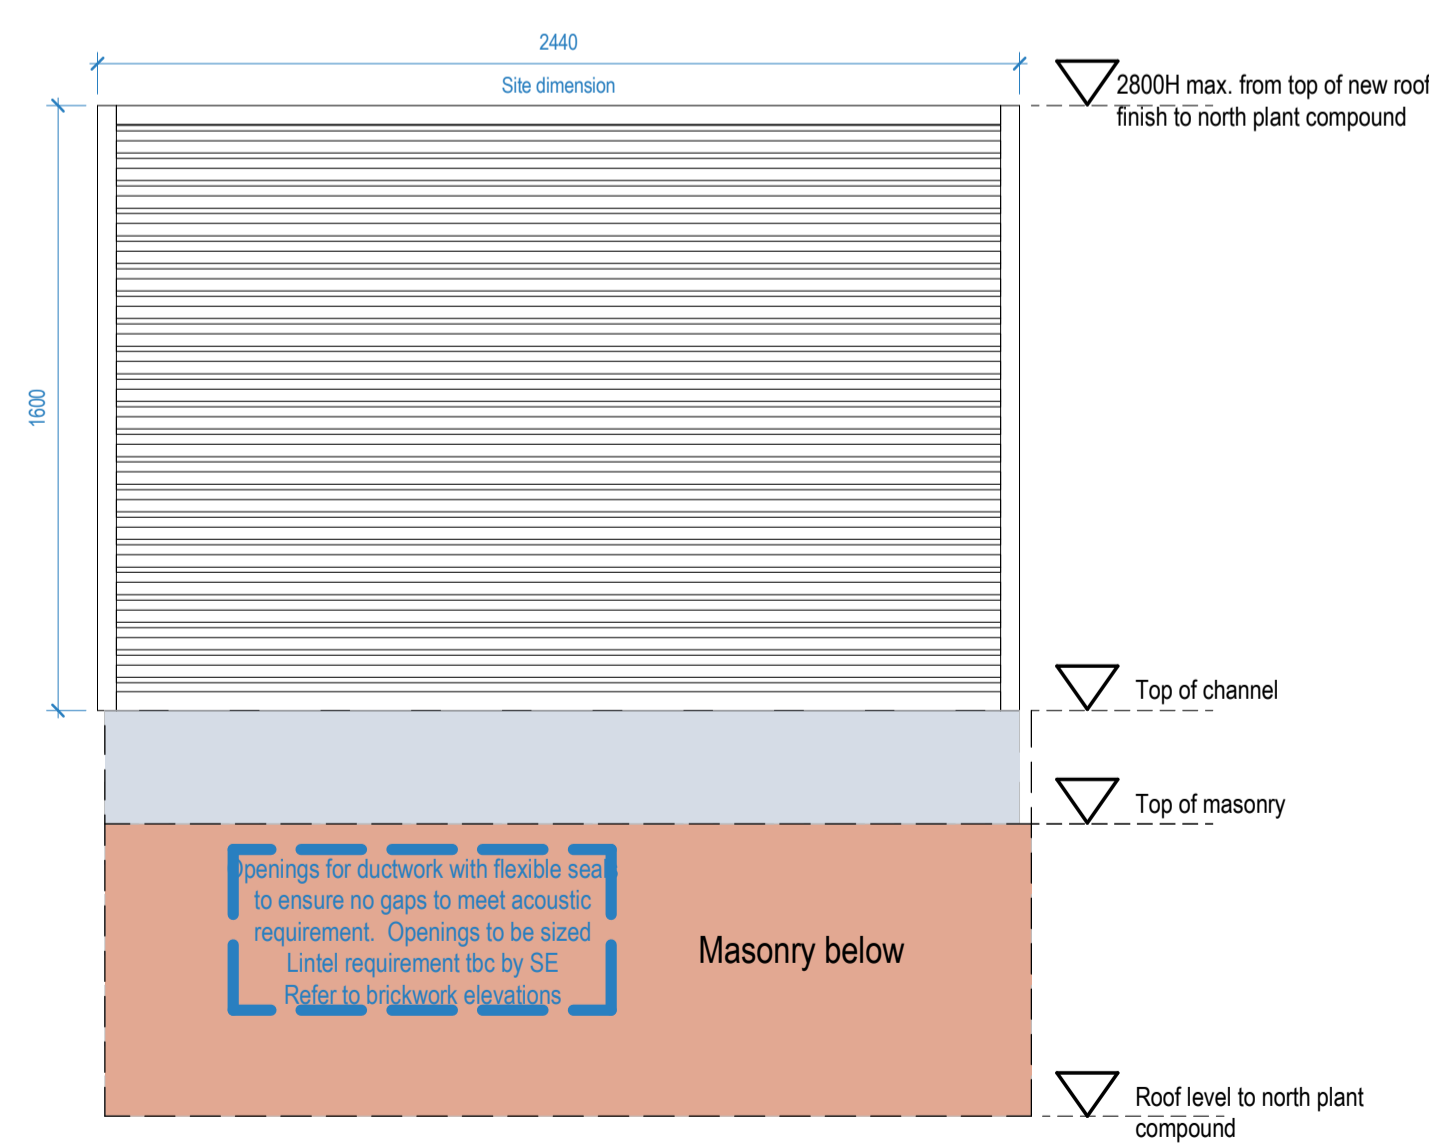 2440
Site dimension
2800H max. from top of new roof
finish to north plant compound
1600
Top of channel
Top of masonry
Openings for ductwork with flexible seals
to ensure no gaps to meet acoustic
requirement.  Openings to be sized
Lintel requirement tbc by SE
Refer to brickwork elevations
Masonry below
Roof level to north plant
compound